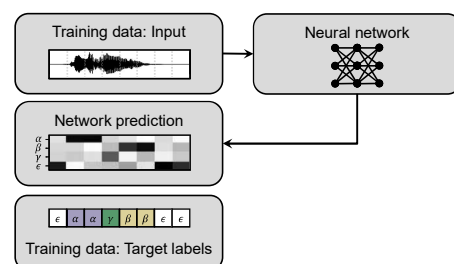 Training data: Input
Neural network
Network prediction
α
β
γ
ϵ
ϵ α α γ β β ϵ ϵ
Training data: Target labels